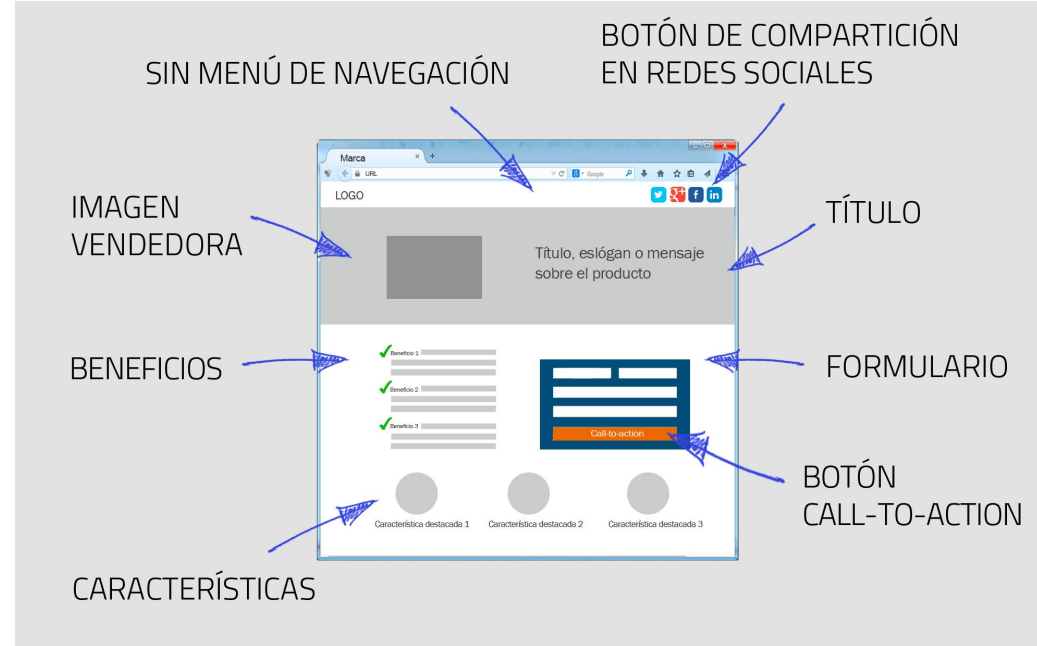 BOTÓN DE COMPARTICIÓN
EN REDES SOCIALES
SIN MENÚ DE NAVEGACIÓN
Marca
URL
Google
LOGO
IMAGEN
VENDEDORA
TÍTULO
Título, eslógan o mensaje
sobre el producto
BENEFICIOS
Beneficio 1
Beneficio 2
Beneficio 3
FORMULARIO
Call-to-action
BOTÓN
CALL-TO-ACTION
Característica destacada 1
Característica destacada 2
Característica destacada 3
CARACTERÍSTICAS